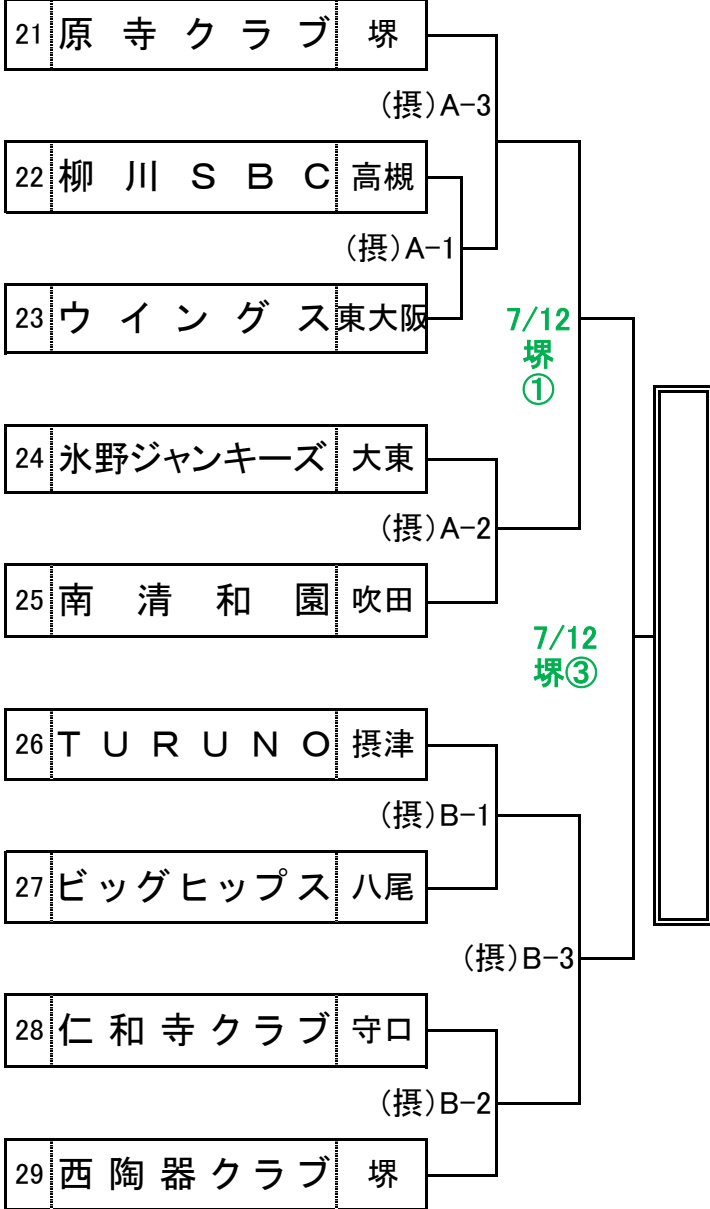 21 原寺クラブ 堺
(摂)A-3
22 柳川SBC 高槻
(摂)A-1
23 ウイングス 東大阪
7/12
堺
①
24 氷野ジャンキーズ 大東
(摂)A-2
25 南清和園 吹田
7/12
堺③
26 TURUNO 摂津
(摂)B-1
27 ビッグヒップス 八尾
(摂)B-3
28 仁和寺クラブ 守口
(摂)B-2
29 西陶器クラブ 堺